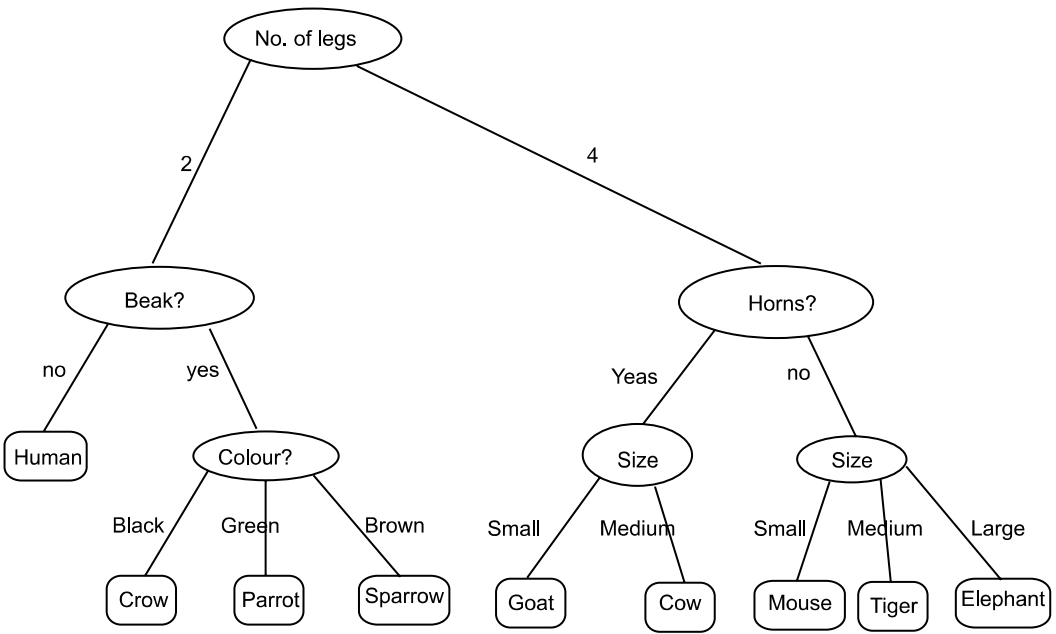 No. of legs
2
4
Beak?
Horns?
no
yes
Yeas
no
Human
Colour?
Size
Size
Black
Green
Brown
Small
Medium
Small
Medium
Large
Crow
Parrot
Sparrow
Goat
Cow
Mouse
Tiger
Elephant